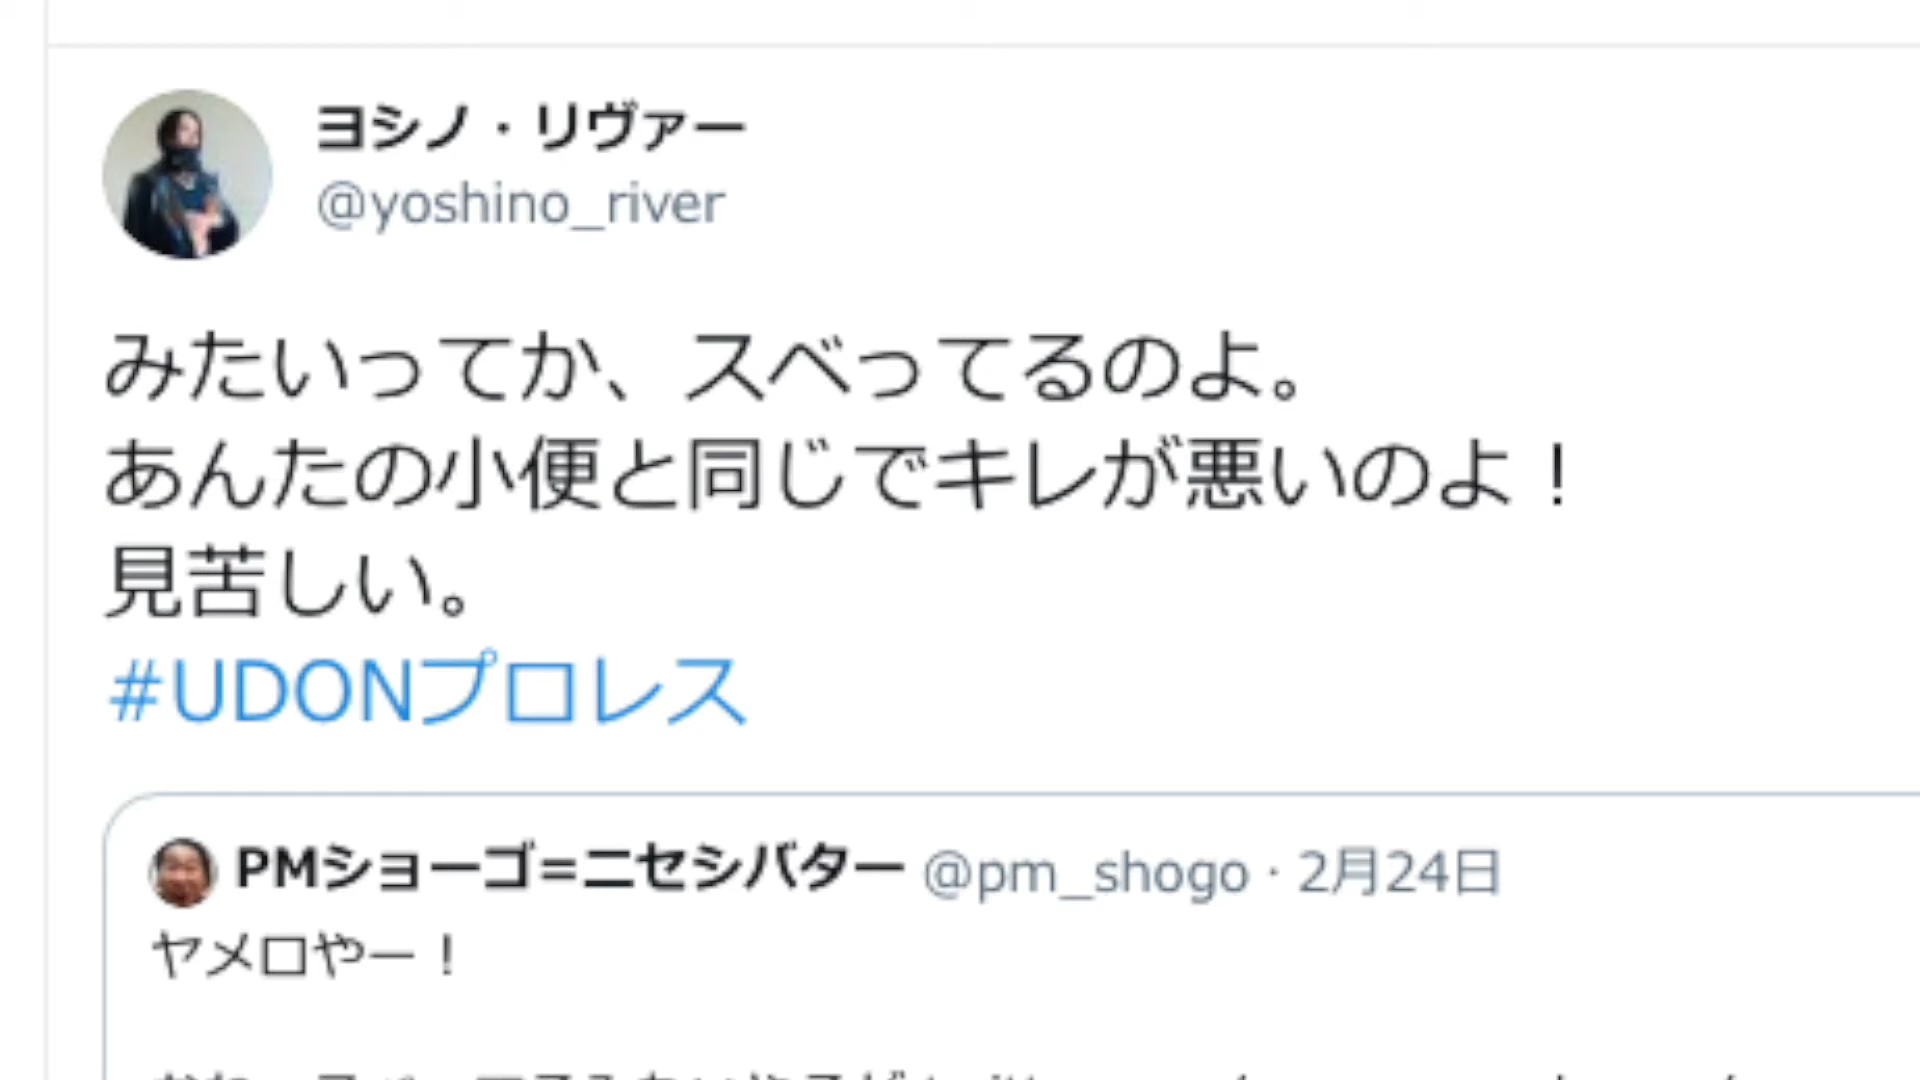 ヨシノ・リヴァー
@yoshino_river
みたいってか、スベってるのよ。
あんたの小便と同じでキレが悪いのよ！
見苦しい。
#UDONプロレス
PMショーゴ=ニセシバター @pm_shogo · 2月24日
ヤメロやー！